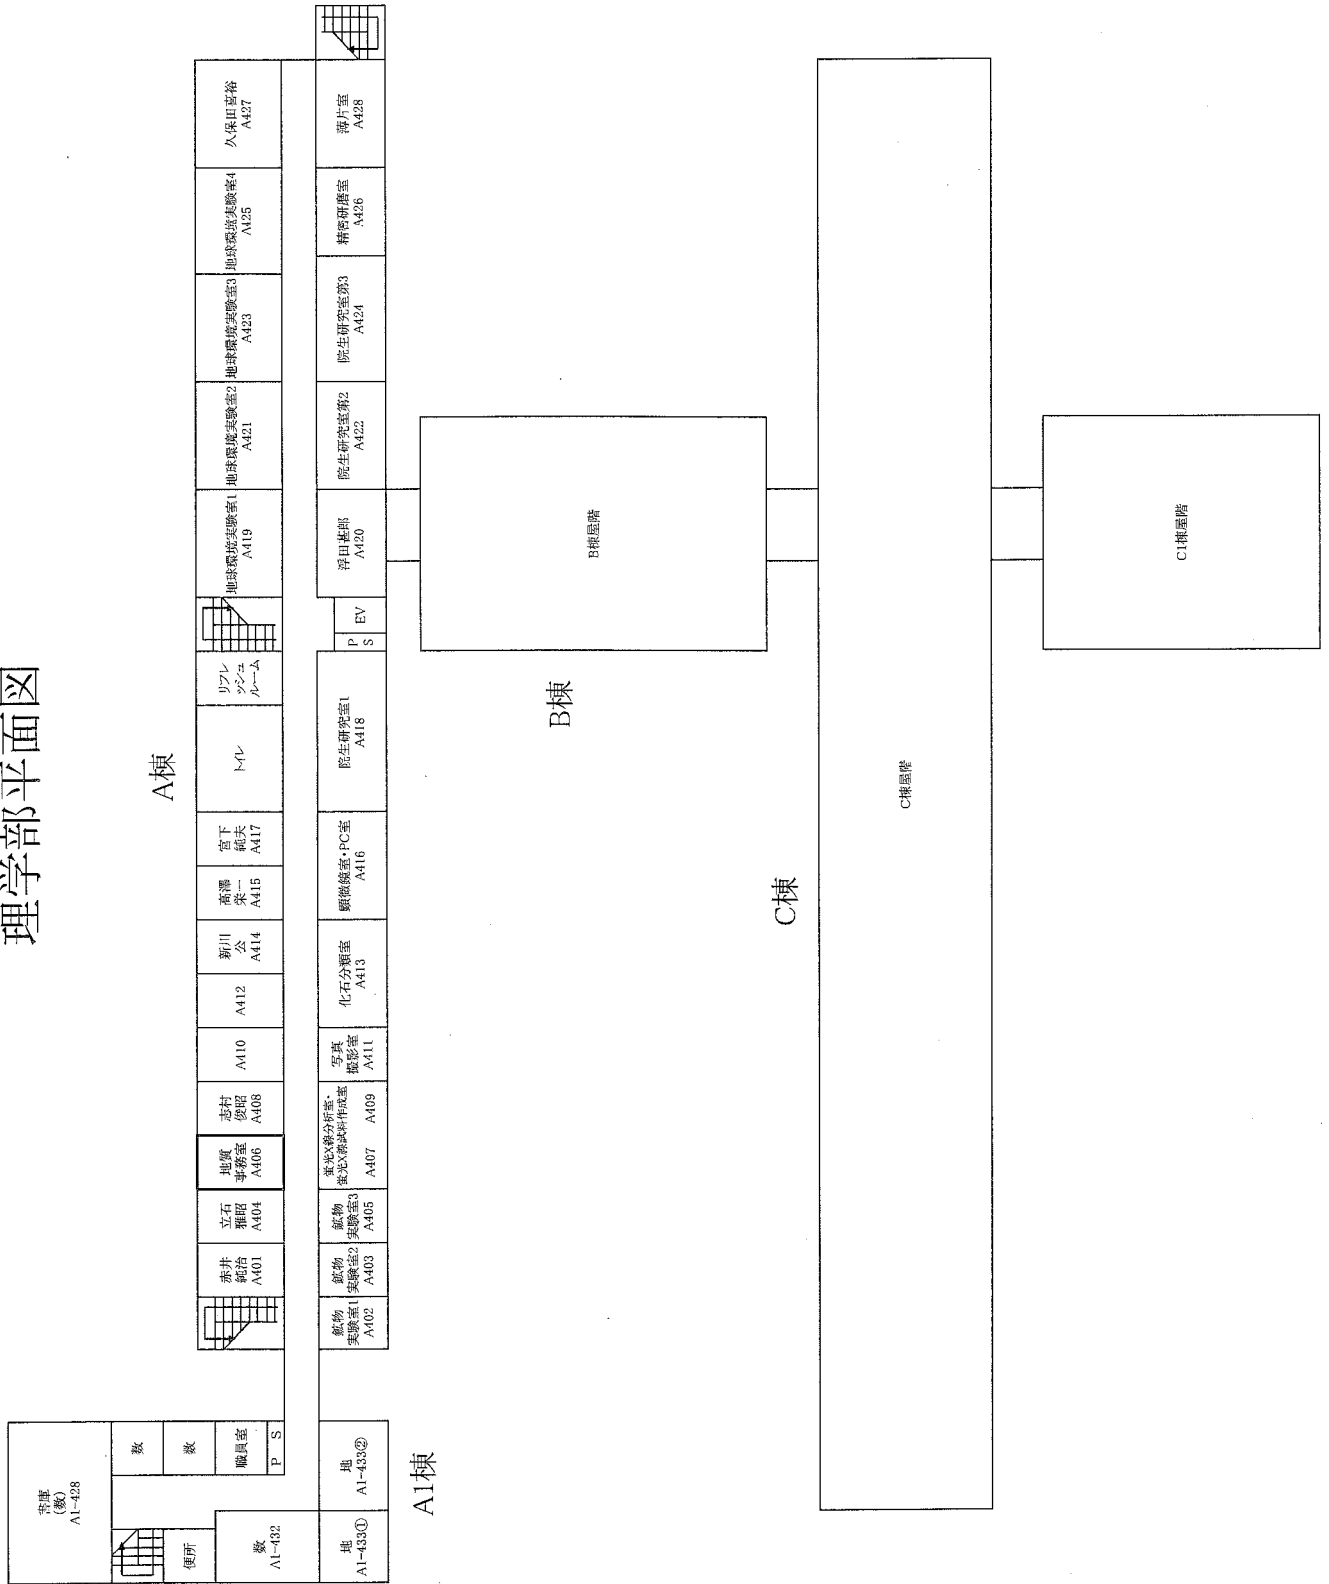 理学部平面図
A棟
書庫
(数)
A1-428
数
数
職員室
P S
便所
数
A1-432
地
A1-433①
地
A1-433②
A1棟
赤井
純治
A401
立石
雅昭
A404
地質
事務室
A406
志村
俊昭
A408
A410
A412
新川
公
A414
高澤
栄一
A415
宮下
純夫
A417
トイレ
リフレ
ッシュ
ルーム
地球環境実験室1
A419
地球環境実験室2
A421
地球環境実験室3
A423
地球環境実験室4
A425
久保田喜裕
A427
鉱物
実験室1
A402
鉱物
実験室2
A403
鉱物
実験室3
A405
蛍光X線分析室・
蛍光X線試料作成室
A407 A409
写真
撮影室
A411
化石分類室
A413
顕微鏡室・PC室
A416
院生研究室1
A418
P
S
EV
浮田甚郎
A420
院生研究室第2
A422
院生研究室第3
A424
精密研磨室
A426
薄片室
A428
B棟
B棟屋階
C棟
C棟屋階
C1棟屋階